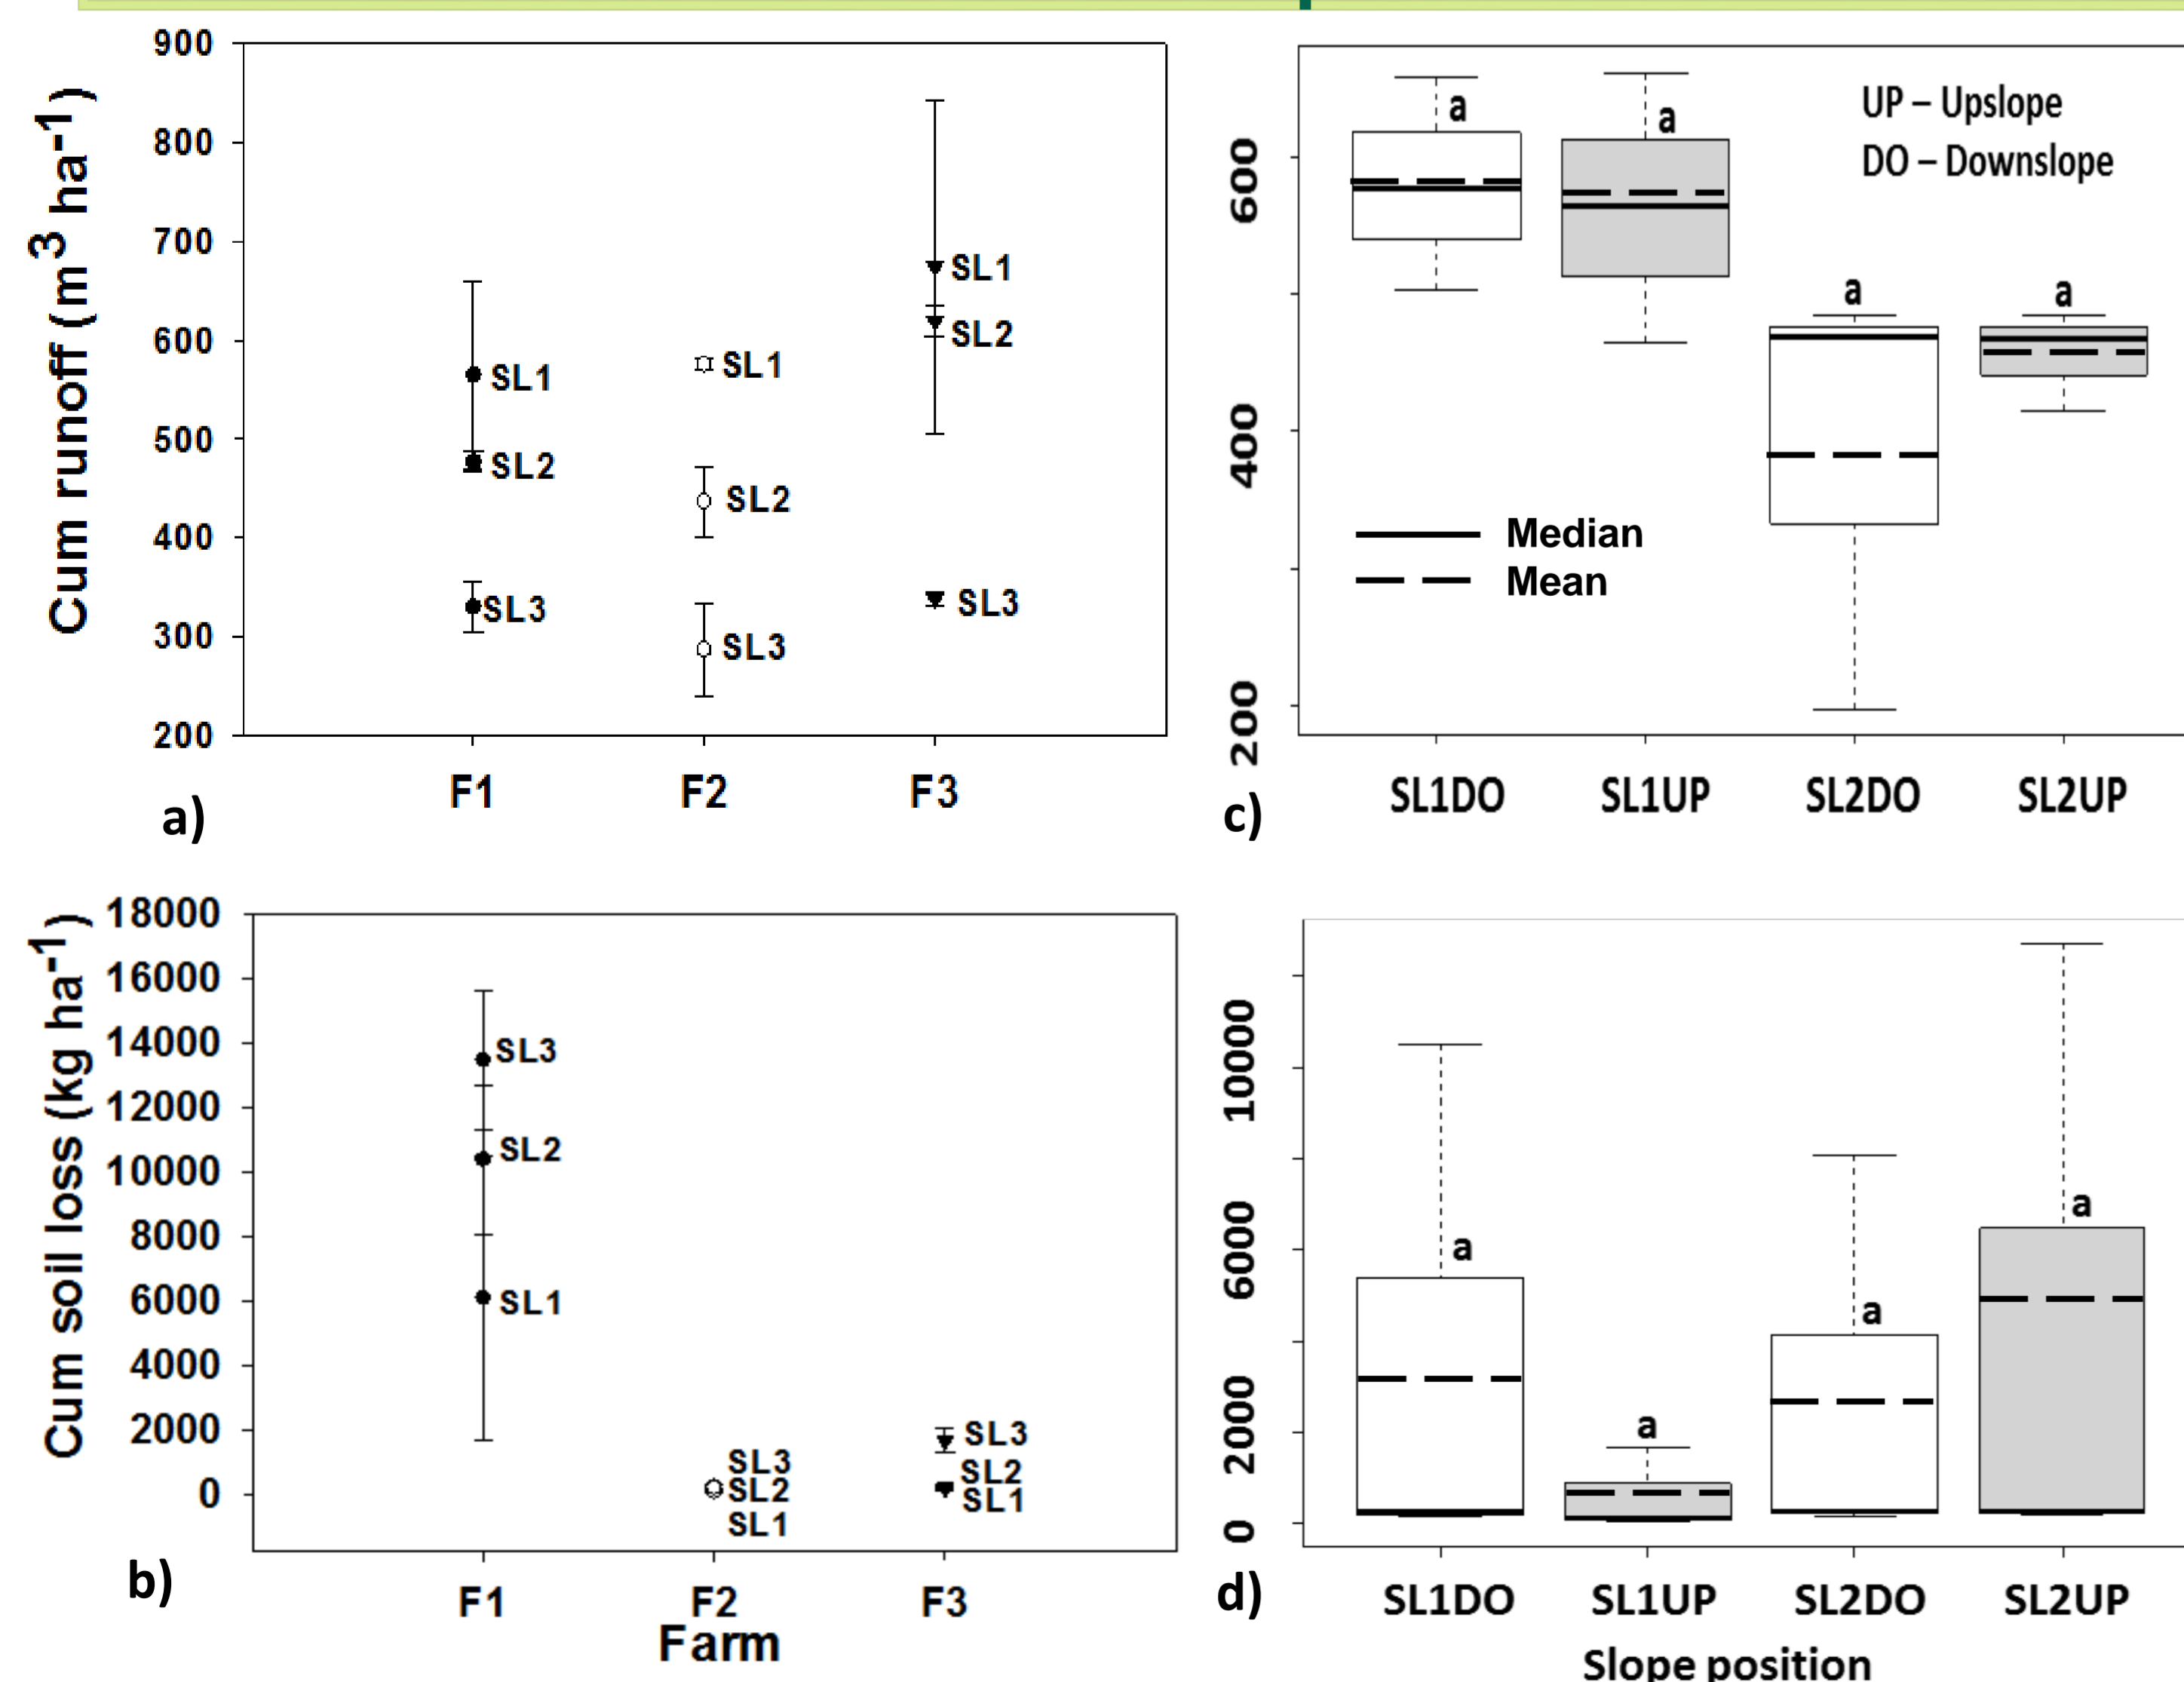 900
800
700
600
500
400
300
200
Cum runoff (m3 ha-1)
SL1
SL2
SL3
SL1
SL2
SL3
SL1
SL2
SL3
F1 F2 F3
a)
600
400
200
a
a
a
a
UP – Upslope
DO – Downslope
Median
Mean
SL1DO SL1UP SL2DO SL2UP
c)
18000
16000
14000
12000
10000
8000
6000
4000
2000
0
Cum soil loss (kg ha-1)
SL3
SL2
SL1
SL3
SL2
SL1
SL3
SL2
SL1
F1 F2 F3
Farm
b)
10000
6000
2000
0
a
a
a
a
SL1DO SL1UP SL2DO SL2UP
Slope position
d)